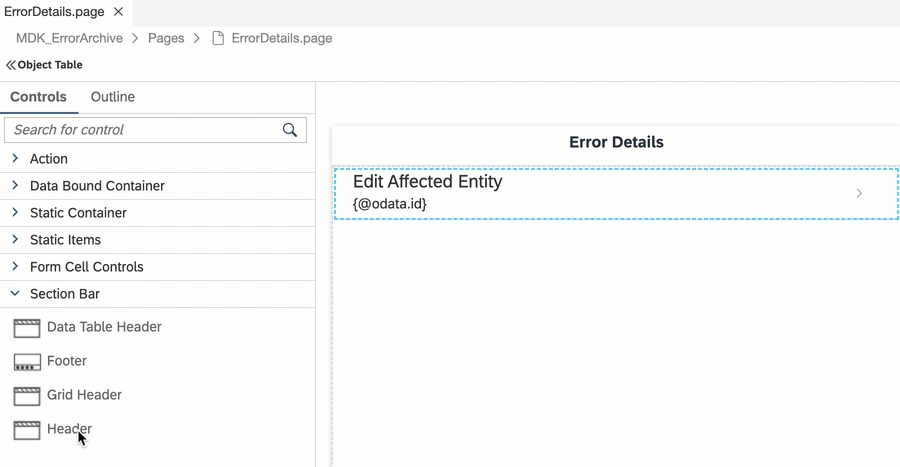 ErrorDetails.page
MDK_ErrorArchive > Pages > ErrorDetails.page
Object Table
Controls Outline
Search for control
Action
Data Bound Container
Static Container
Static Items
Form Cell Controls
Section Bar
Data Table Header
Footer
Grid Header
Header
Error Details
Edit Affected Entity
{@odata.id}